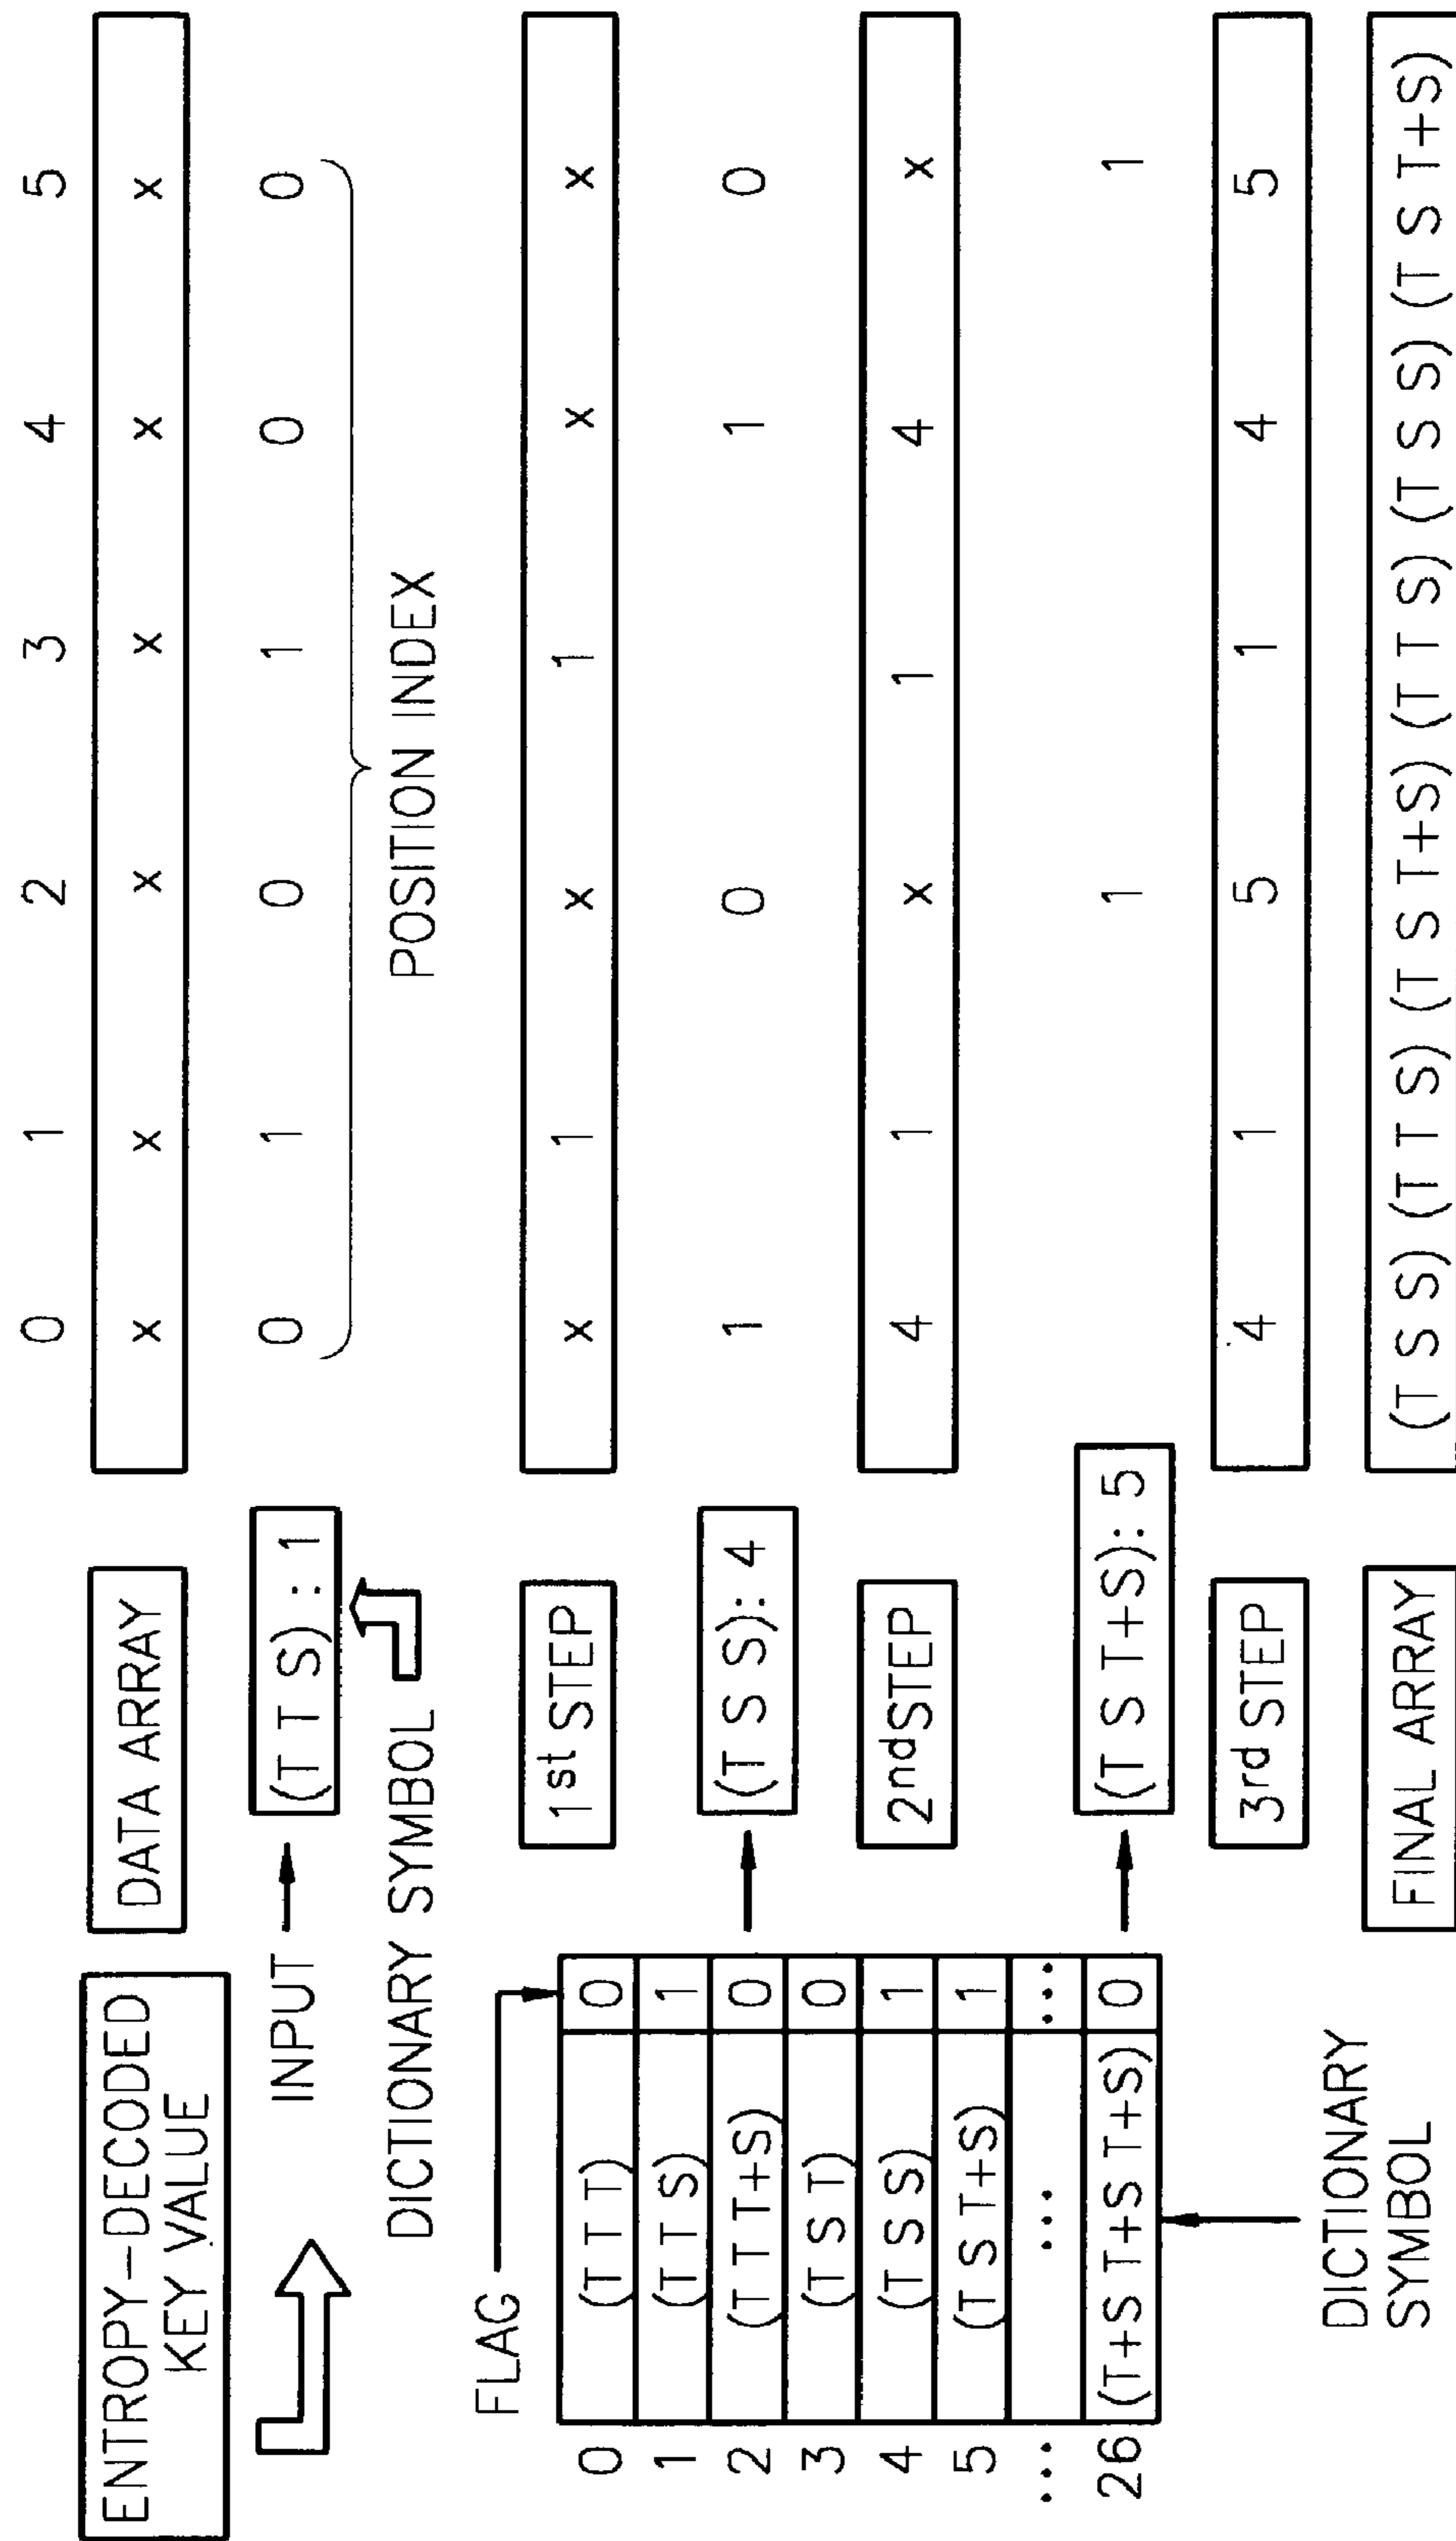 0 1 2 3 4 5
ENTROPY-DECODED
KEY VALUE
DATA ARRAY
x x x x x x
INPUT
(T T S) : 1
0 1 0 1 0 0
DICTIONARY SYMBOL
POSITION INDEX
FLAG
1st STEP
x 1 x 1 x x
0 (T T T) 0
1 (T T S) 1
2 (T T T+S) 0
3 (T S T) 0
4 (T S S) 1
5 (T S T+S) 1
... ... ...
26 (T+S T+S T+S) 0
(T S S): 4
1 0 1 0
2nd STEP
4 1 x 1 4 x
(T S T+S): 5
1 1
3rd STEP
4 1 5 1 4 5
DICTIONARY
SYMBOL
FINAL ARRAY
(T S S) (T T S) (T S T+S) (T T S) (T S S) (T S T+S)